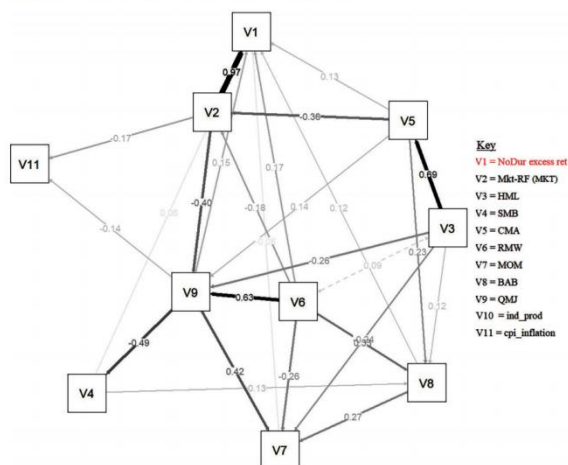 V1
0.97
0.13
V2
-0.36
V5
-0.17
V11
0.15
0.17
0.69
Key
V1 = NoDur excess ret
V2 = Mkt-RF (MKT)
V3 = HML
V4 = SMB
V5 = CMA
V6 = RMW
V7 = MOM
V8 = BAB
V9 = QMJ
V10 = ind_prod
V11 = cpi_inflation
-0.40
-0.18
0.14
0.12
-0.14
V3
-0.26
0.23
0.09
V9
0.63
V6
0.12
-0.49
0.42
-0.26
V4
0.13
V8
0.27
V7